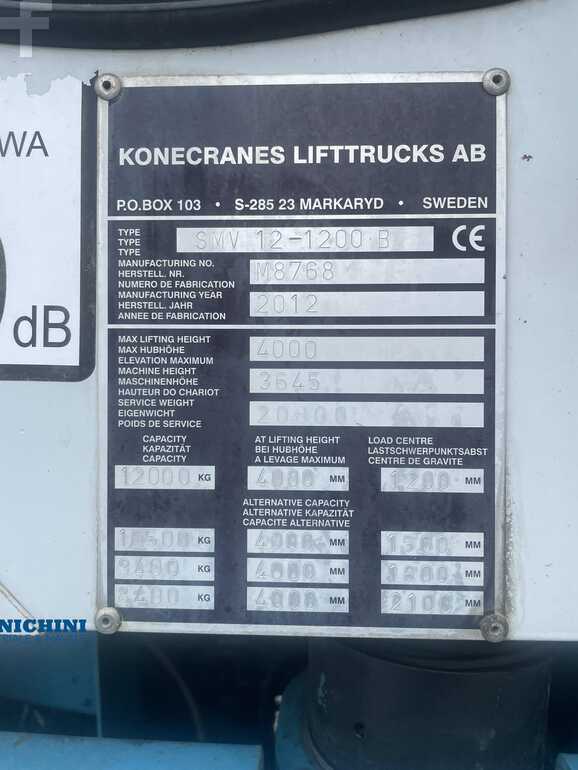 WA
dB
KONECRANES LIFTTRUCKS AB
P.O.BOX 103 • S-285 23 MARKARYD • SWEDEN
TYPE
TYPE
TYPE
SMV 12-1200 B
CE
MANUFACTURING NO.
HERSTELL. NR.
NUMERO DE FABRICATION
M8768
MANUFACTURING YEAR
HERSTELL. JAHR
ANNEE DE FABRICATION
2012
MAX LIFTING HEIGHT
MAX HUBHÖHE
ELEVATION MAXIMUM
4000
MACHINE HEIGHT
MASCHINENHÖHE
HAUTEUR DO CHARIOT
3645
SERVICE WEIGHT
EIGENWICHT
POIDS DE SERVICE
CAPACITY
KAPAZITÄT
CAPACITY
12000 KG
AT LIFTING HEIGHT
BEI HUBHÖHE
A LEVAGE MAXIMUM
4000 MM
LOAD CENTRE
LASTSCHWERPUNKTSABST
CENTRE DE GRAVITE
1200 MM
ALTERNATIVE CAPACITY
ALTERNATIVE KAPAZITÄT
CAPACITE ALTERNATIVE
KG 4000 MM MM
KG 4000 MM MM
KG 4000 MM 2100 MM
NICHINI